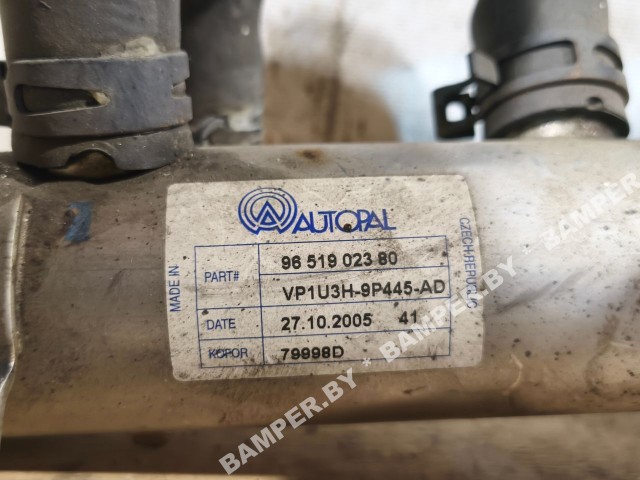 AUTOPAL
MADE IN
CZECH REPUBLIC
PART# 96 519 023 80
VP1U3H-9P445-AD
DATE 27.10.2005 41
KOPOR 79998D
BAMPER.BY - BAMPER.BY - BAMPER.BY